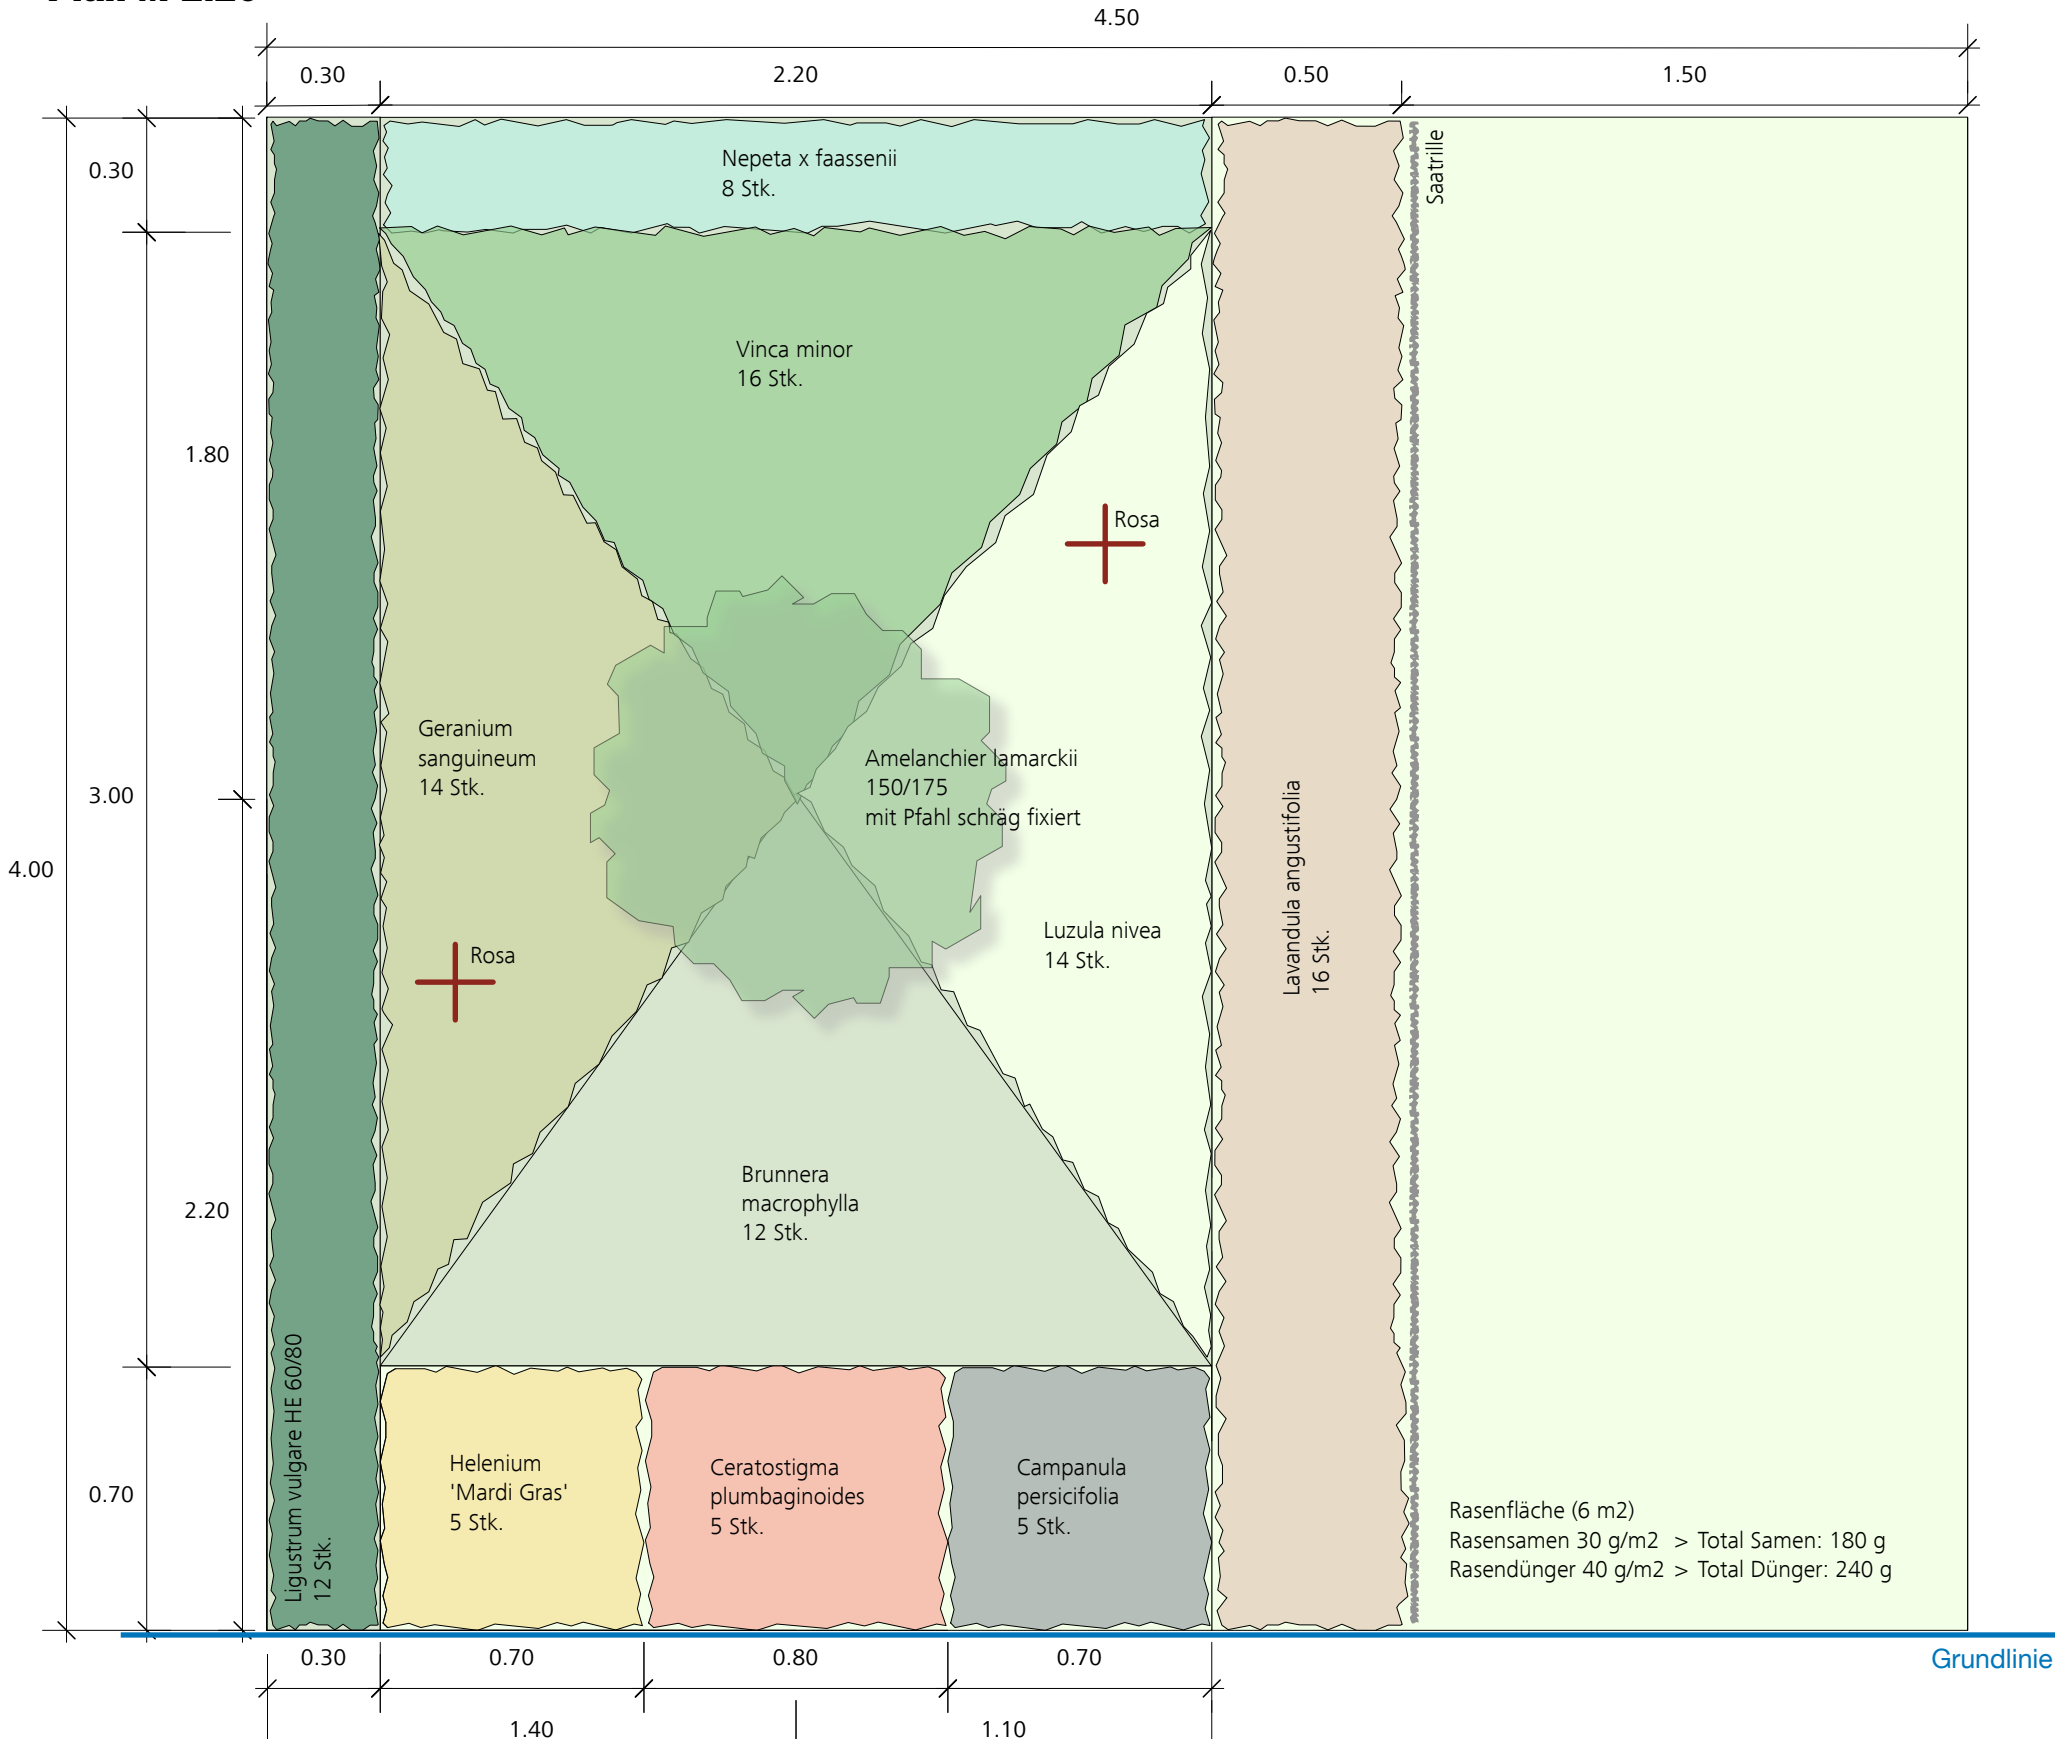 4.50
0.30
2.20
0.50
1.50
0.30
Nepeta x faassenii
8 Stk.
Saatrille
Vinca minor
16 Stk.
1.80
Rosa
Geranium
sanguineum
14 Stk.
Amelanchier lamarckii
150/175
mit Pfahl schräg fixiert
3.00
4.00
Lavandula angustifolia
16 Stk.
Luzula nivea
14 Stk.
Rosa
Brunnera
macrophylla
12 Stk.
2.20
Ligustrum vulgare HE 60/80
12 Stk.
0.70
Helenium
'Mardi Gras'
5 Stk.
Ceratostigma
plumbaginoides
5 Stk.
Campanula
persicifolia
5 Stk.
Rasenfläche (6 m2)
Rasensamen 30 g/m2 > Total Samen: 180 g
Rasendünger 40 g/m2 > Total Dünger: 240 g
Grundlinie
0.30
0.70
0.80
0.70
1.40
1.10